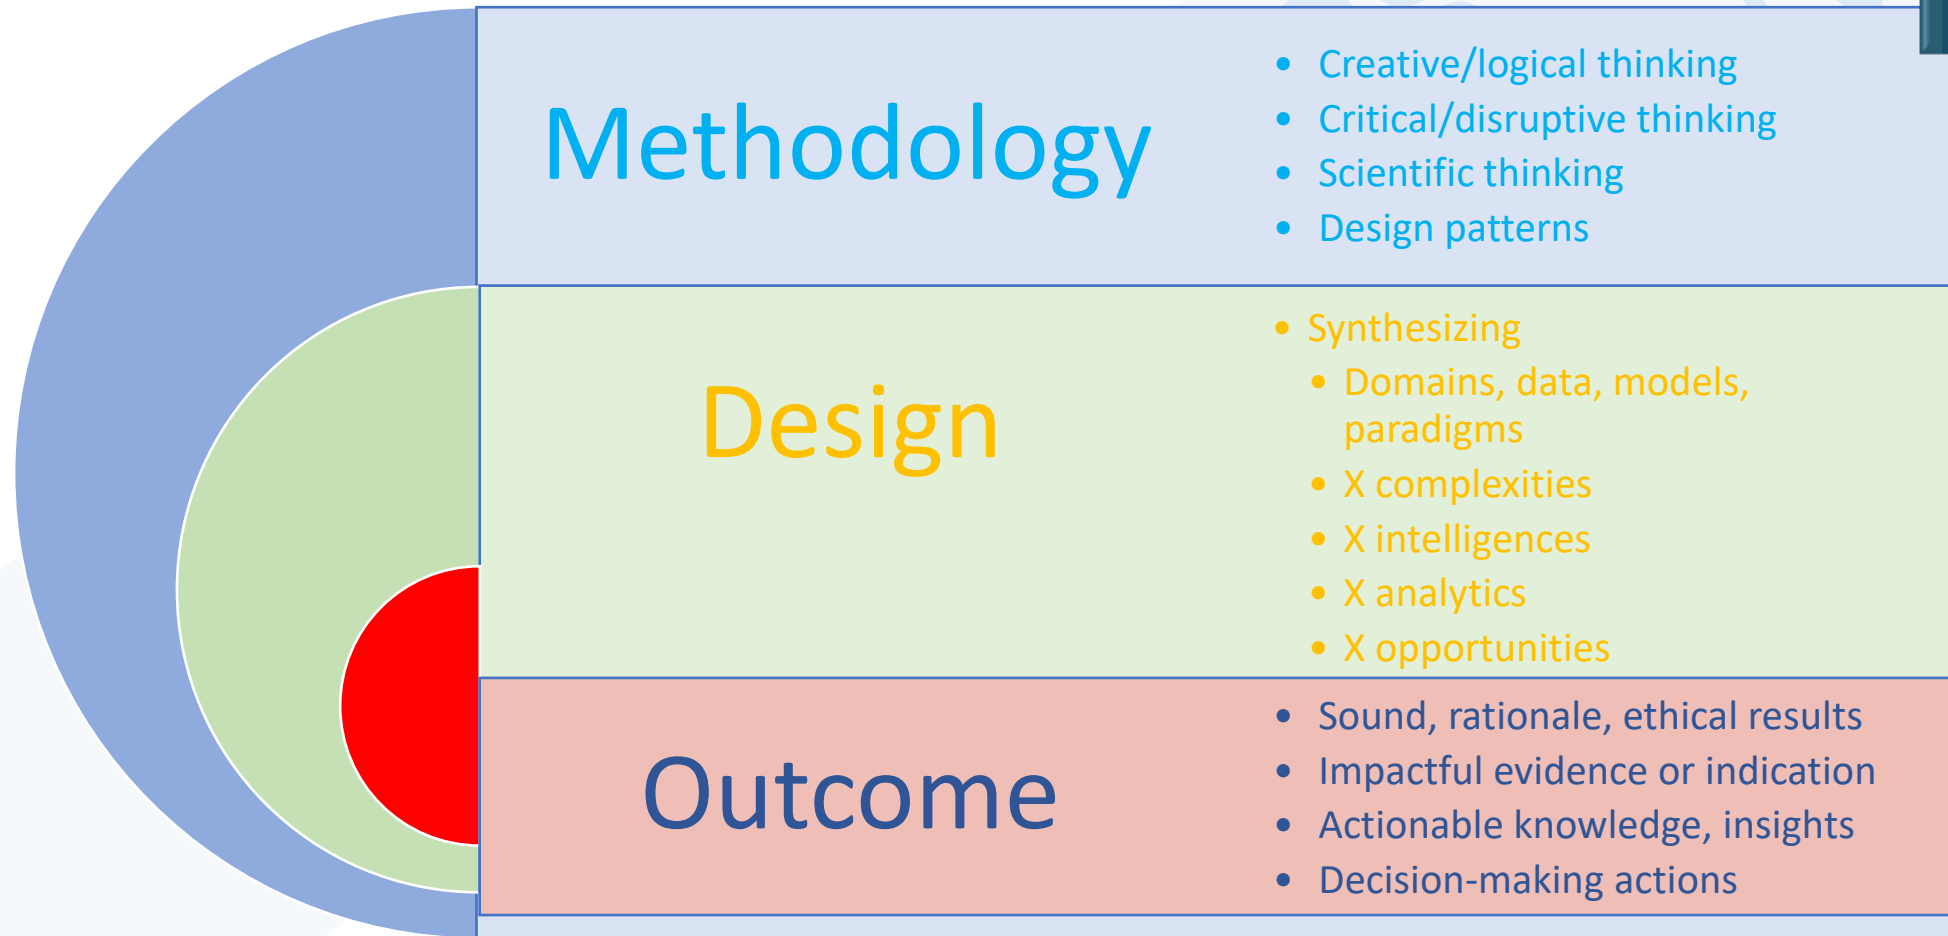 Methodology
• Creative/logical thinking
• Critical/disruptive thinking
• Scientific thinking
• Design patterns
Design
• Synthesizing
• Domains, data, models,
paradigms
• X complexities
• X intelligences
• X analytics
• X opportunities
Outcome
• Sound, rationale, ethical results
• Impactful evidence or indication
• Actionable knowledge, insights
• Decision-making actions